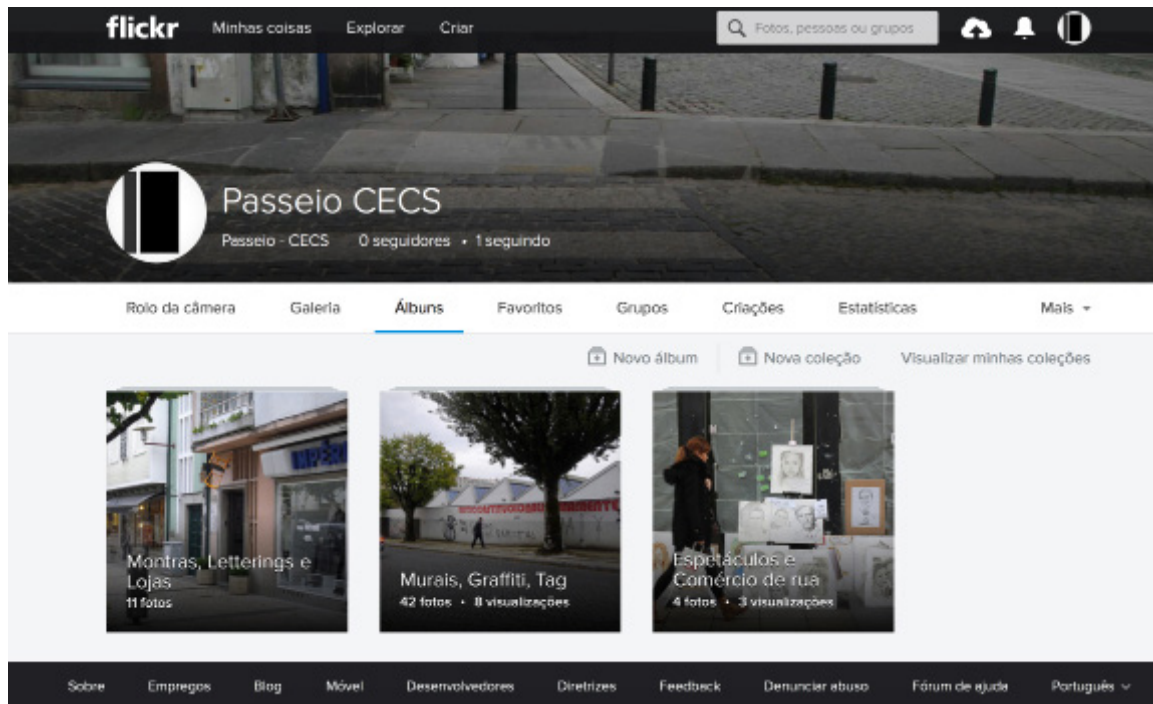 flickr Minhas coisas Explorar Criar Fotos, pessoas ou grupos
Passeio CECS
Passeio - CECS 0 seguidores • 1 seguindo
Rolo da câmera Galeria Álbuns Favoritos Grupos Criações Estatísticas Mais
Novo álbum Nova coleção Visualizar minhas coleções
IMPÉRI
Montras, Letterings e
Lojas
11 fotos
Murais, Graffiti, Tag
42 fotos • 8 visualizações
Espetáculos e
Comércio de rua
4 fotos • 3 visualizações
Sobre Empregos Blog Móvel Desenvolvedores Diretrizes Feedback Denunciar abuso Fórum de ajuda Português